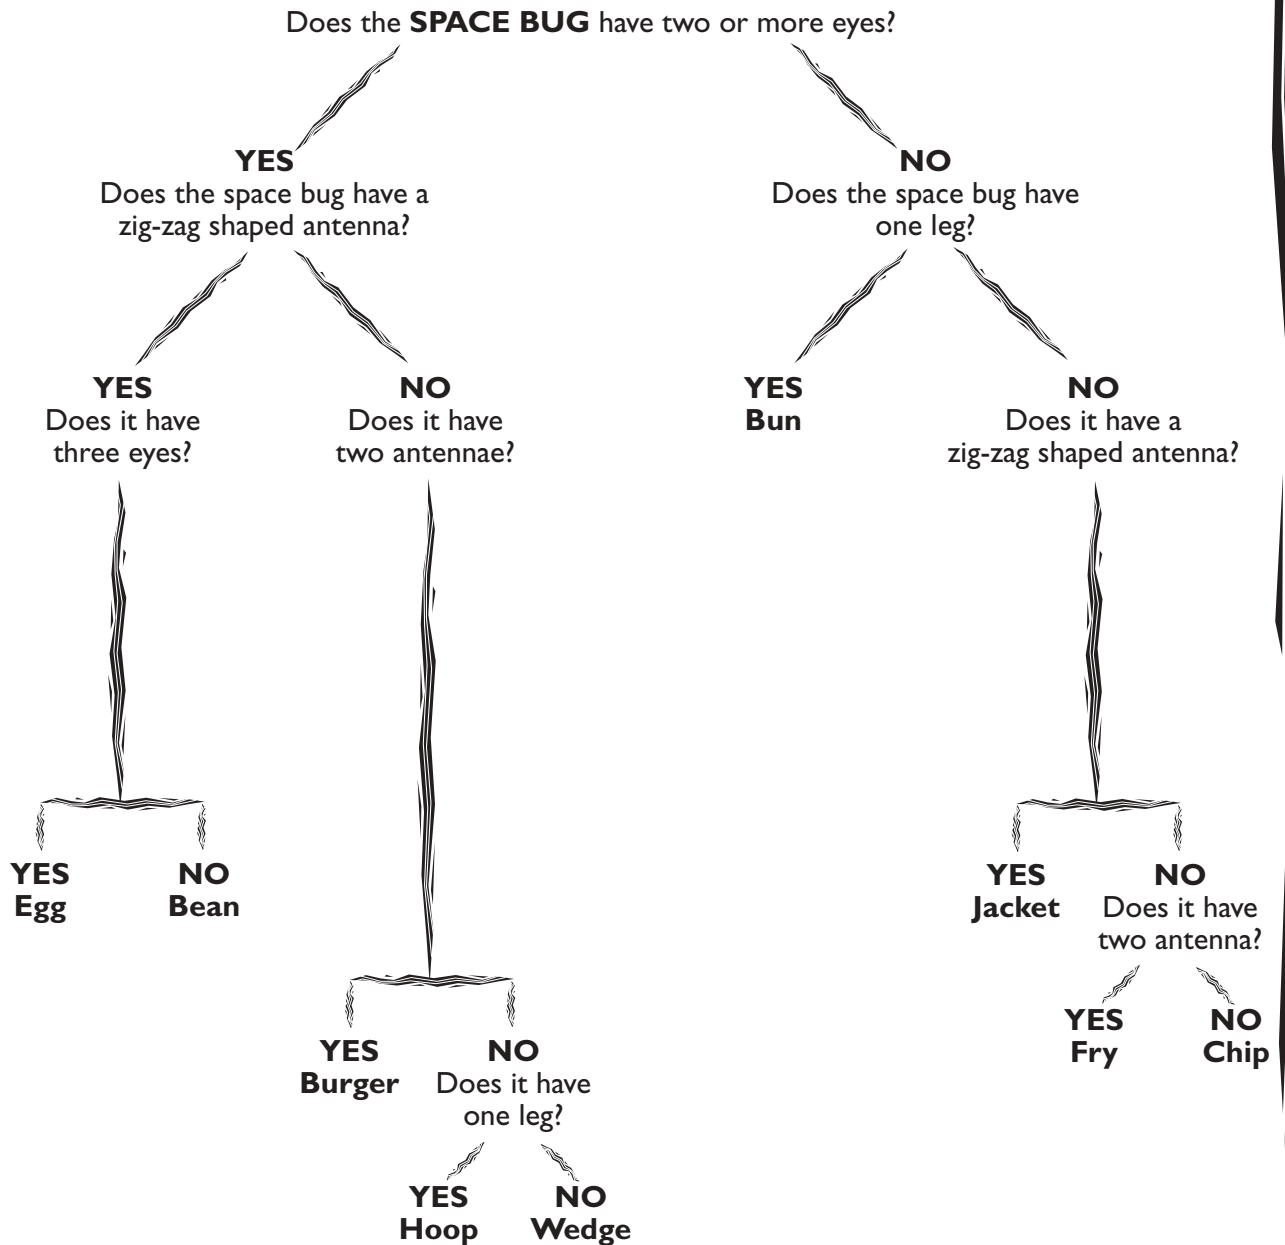 Does the SPACE BUG have two or more eyes?
YES
Does the space bug have a
zig-zag shaped antenna?
NO
Does the space bug have
one leg?
YES
Does it have
three eyes?
NO
Does it have
two antennae?
YES
Bun
NO
Does it have a
zig-zag shaped antenna?
YES
Egg
NO
Bean
YES
Jacket
NO
Does it have
two antenna?
YES
Fry
NO
Chip
YES
Burger
NO
Does it have
one leg?
YES
Hoop
NO
Wedge